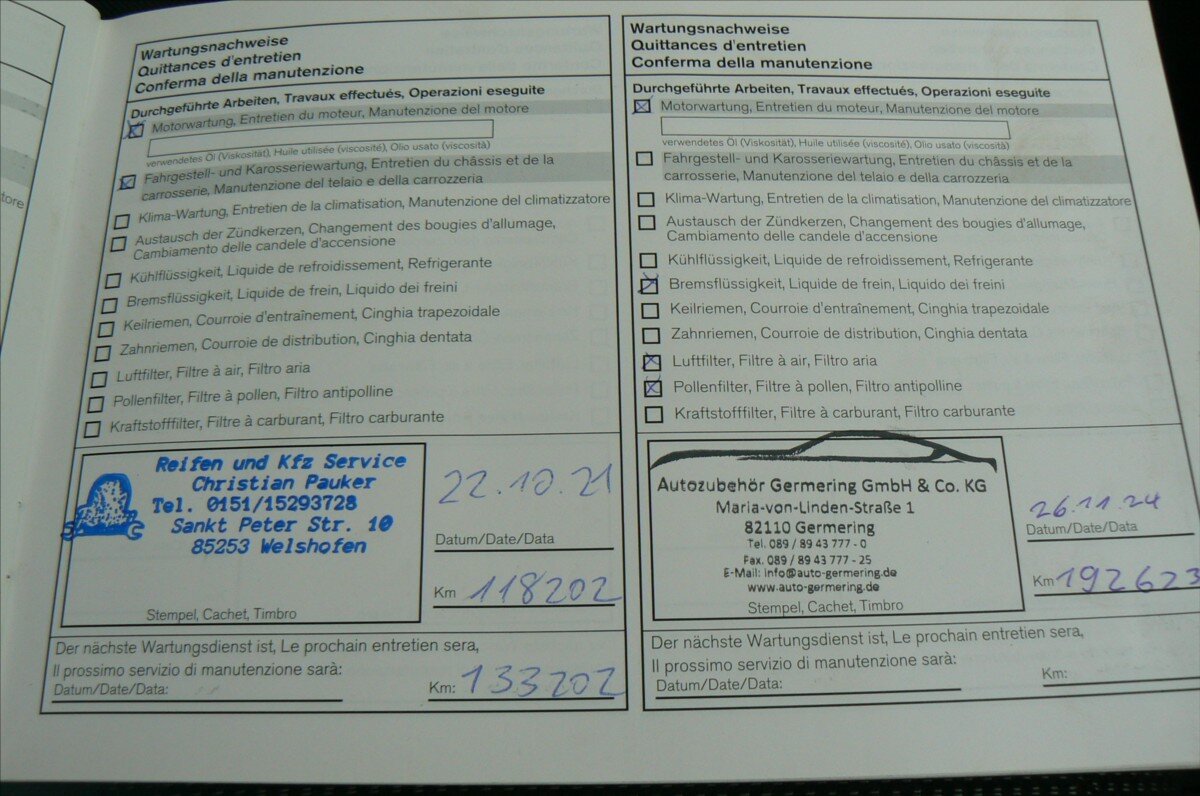 Wartungsnachweise
Quittances d'entretien
Conferma della manutenzione
Durchgeführte Arbeiten, Travaux effectués, Operazioni eseguite
Motorwartung, Entretien du moteur, Manutenzione del motore
verwendetes Öl (Viskosität), Huile utilisée (viscosité), Olio usato (viscosità)
Fahrgestell- und Karosseriewartung, Entretien du châssis et de la
carrosserie, Manutenzione del telaio e della carrozzeria
Klima-Wartung, Entretien de la climatisation, Manutenzione del climatizzatore
Austausch der Zündkerzen, Changement des bougies d'allumage,
Cambiamento delle candele d'accensione
Kühlflüssigkeit, Liquide de refroidissement, Refrigerante
Bremsflüssigkeit, Liquide de frein, Liquido dei freini
Keilriemen, Courroie d'entraînement, Cinghia trapezoidale
Zahnriemen, Courroie de distribution, Cinghia dentata
Luftfilter, Filtre à air, Filtro aria
Pollenfilter, Filtre à pollen, Filtro antipolline
Kraftstofffilter, Filtre à carburant, Filtro carburante
Reifen und Kfz Service
Christian Pauker
Tel. 0151/15293728
Sankt Peter Str. 10
85253 Welshofen
Stempel, Cachet, Timbro
22.10.21
Datum/Date/Data
Km 118202
Der nächste Wartungsdienst ist, Le prochain entretien sera,
Il prossimo servizio di manutenzione sarà:
Datum/Date/Data:
Km: 133202
Wartungsnachweise
Quittances d'entretien
Conferma della manutenzione
Durchgeführte Arbeiten, Travaux effectués, Operazioni eseguite
Motorwartung, Entretien du moteur, Manutenzione del motore
verwendetes Öl (Viskosität), Huile utilisée (viscosité), Olio usato (viscosità)
Fahrgestell- und Karosseriewartung, Entretien du châssis et de la
carrosserie, Manutenzione del telaio e della carrozzeria
Klima-Wartung, Entretien de la climatisation, Manutenzione del climatizzatore
Austausch der Zündkerzen, Changement des bougies d'allumage,
Cambiamento delle candele d'accensione
Kühlflüssigkeit, Liquide de refroidissement, Refrigerante
Bremsflüssigkeit, Liquide de frein, Liquido dei freini
Keilriemen, Courroie d'entraînement, Cinghia trapezoidale
Zahnriemen, Courroie de distribution, Cinghia dentata
Luftfilter, Filtre à air, Filtro aria
Pollenfilter, Filtre à pollen, Filtro antipolline
Kraftstofffilter, Filtre à carburant, Filtro carburante
Autozubehör Germering GmbH & Co. KG
Maria-von-Linden-Straße 1
82110 Germering
Tel. 089 / 89 43 777 - 0
Fax. 089 / 89 43 777 - 25
E-Mail: info@auto-germering.de
www.auto-germering.de
Stempel, Cachet, Timbro
26.11.24
Datum/Date/Data
Km 192623
Der nächste Wartungsdienst ist, Le prochain entretien sera,
Il prossimo servizio di manutenzione sarà:
Datum/Date/Data:
Km:
tore